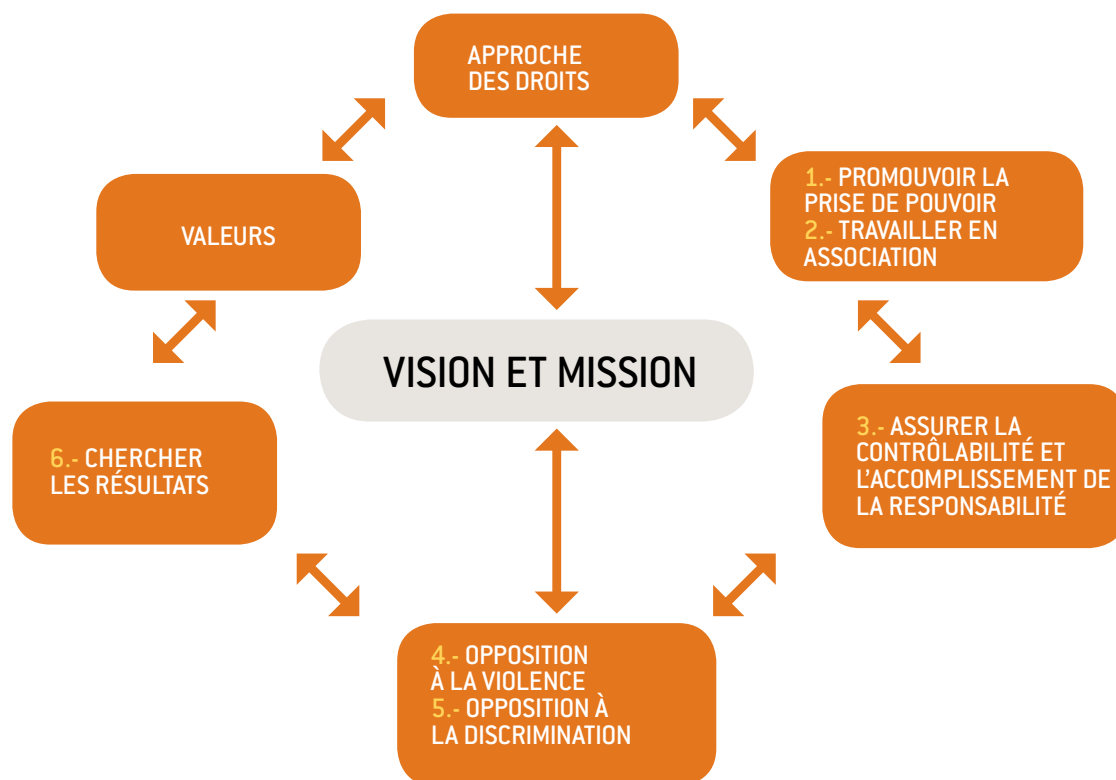 APPROCHE
DES DROITS
1.- PROMOUVOIR LA
PRISE DE POUVOIR
2.- TRAVAILLER EN
ASSOCIATION
VALEURS
VISION ET MISSION
3.- ASSURER LA
CONTRÔLABILITÉ ET
L’ACCOMPLISSEMENT DE
LA RESPONSABILITÉ
6.- CHERCHER
LES RÉSULTATS
4.- OPPOSITION
À LA VIOLENCE
5.- OPPOSITION À
LA DISCRIMINATION